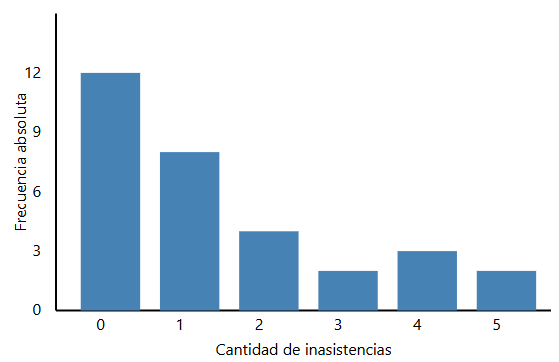 Frecuencia absoluta
12
9
6
3
0
0 1 2 3 4 5
Cantidad de inasistencias